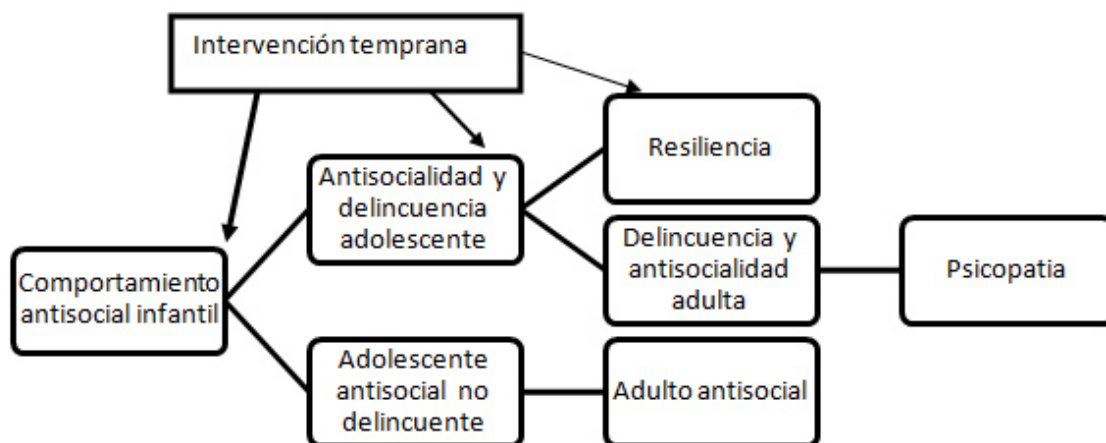 Intervención temprana
Resiliencia
Antisocialidad y
delincuencia
adolescente
Delincuencia y
antisocialidad
adulta
Psicopatia
Comportamiento
antisocial infantil
Adolescente
antisocial no
delincuente
Adulto antisocial